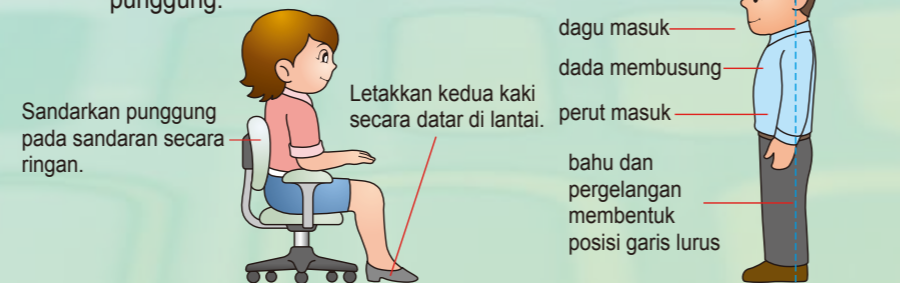 punggung.
Sandarkan punggung
pada sandaran secara
ringan.
Letakkan kedua kaki
secara datar di lantai.
dagu masuk
dada membusung
perut masuk
bahu dan
pergelangan
membentuk
posisi garis lurus